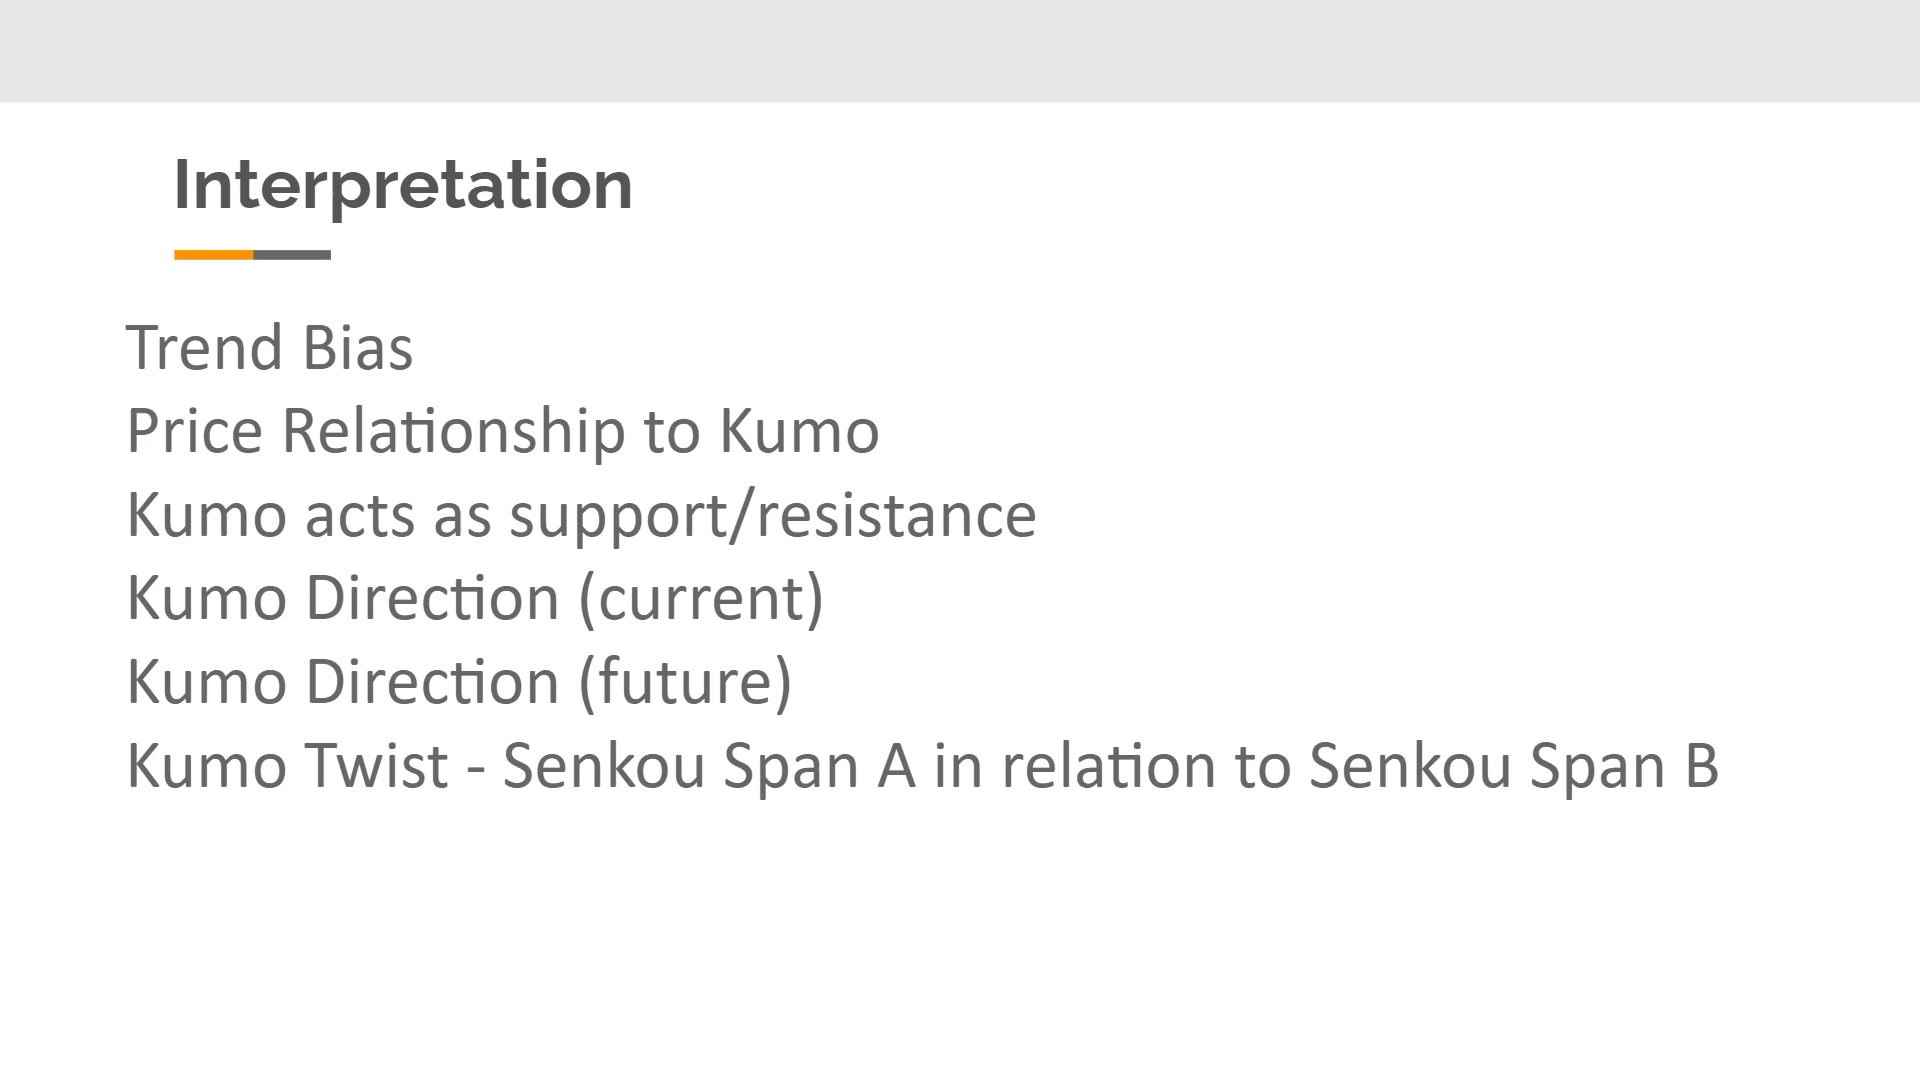 Interpretation
Trend Bias
Price Relationship to Kumo
Kumo acts as support/resistance
Kumo Direction (current)
Kumo Direction (future)
Kumo Twist - Senkou Span A in relation to Senkou Span B